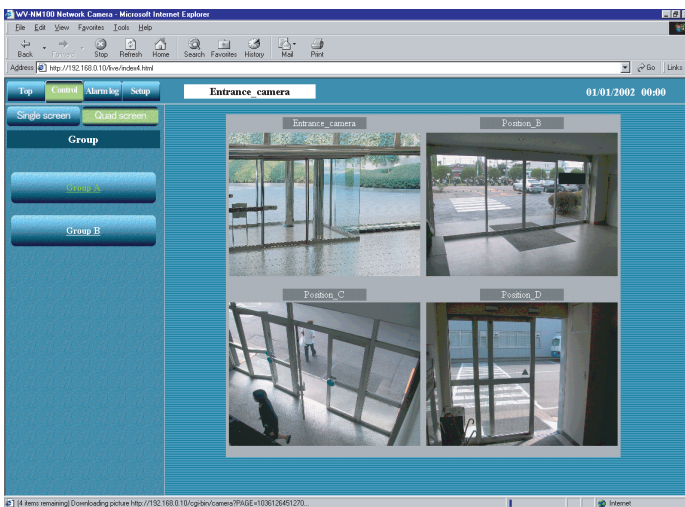 WV-NM100 Network Camera - Microsoft Internet Explorer
File Edit View Favorites Tools Help
Back Forward Stop Refresh Home Search Favorites History Mail Print
Address http://192.168.0.10/live/index4.html Go Links
Top Control Alarm log Setup Entrance_camera 01/01/2002 00:00
Single screen Quad screen
Group
Group A
Group B
Entrance_camera Position_B
Position_C Position_D
(4 items remaining) Downloading picture http://192.168.0.10/cgi-bin/camera?PAGE=1036126451270... Internet